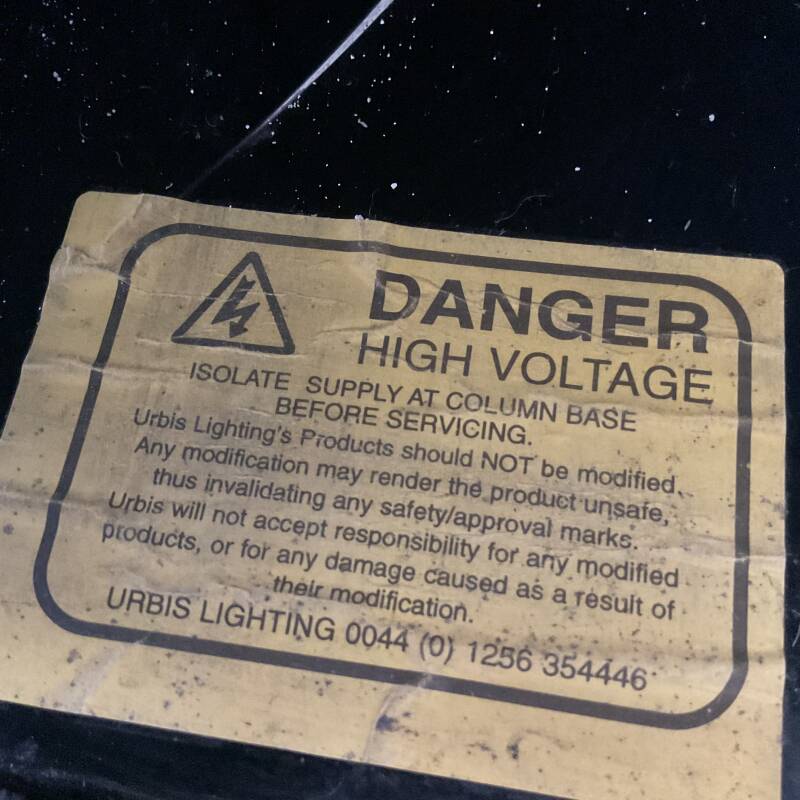 DANGER
HIGH VOLTAGE
ISOLATE SUPPLY AT COLUMN BASE
BEFORE SERVICING.
Urbis Lighting's Products should NOT be modified.
Any modification may render the product unsafe,
thus invalidating any safety/approval marks.
Urbis will not accept responsibility for any modified
products, or for any damage caused as a result of
their modification.
URBIS LIGHTING 0044 (0) 1256 354446